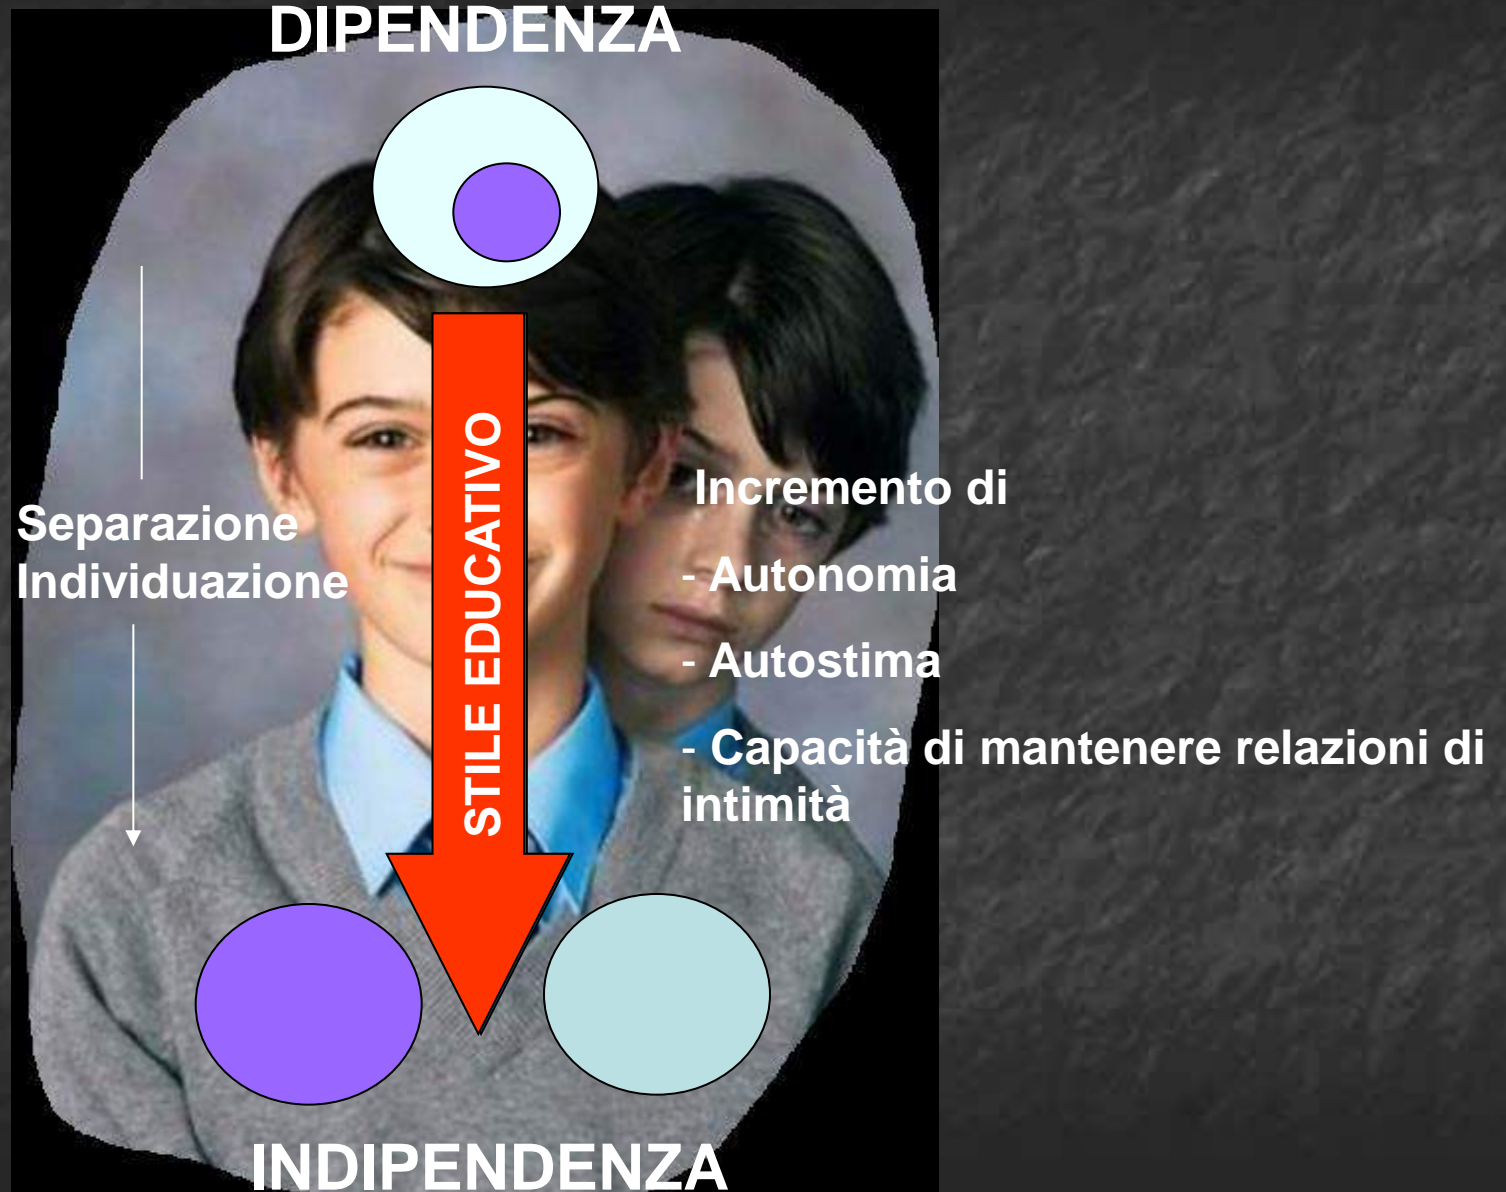 DIPENDENZA
STILE EDUCATIVO
Separazione
Individuazione
Incremento di
- Autonomia
- Autostima
- Capacità di mantenere relazioni di
intimità
INDIPENDENZA